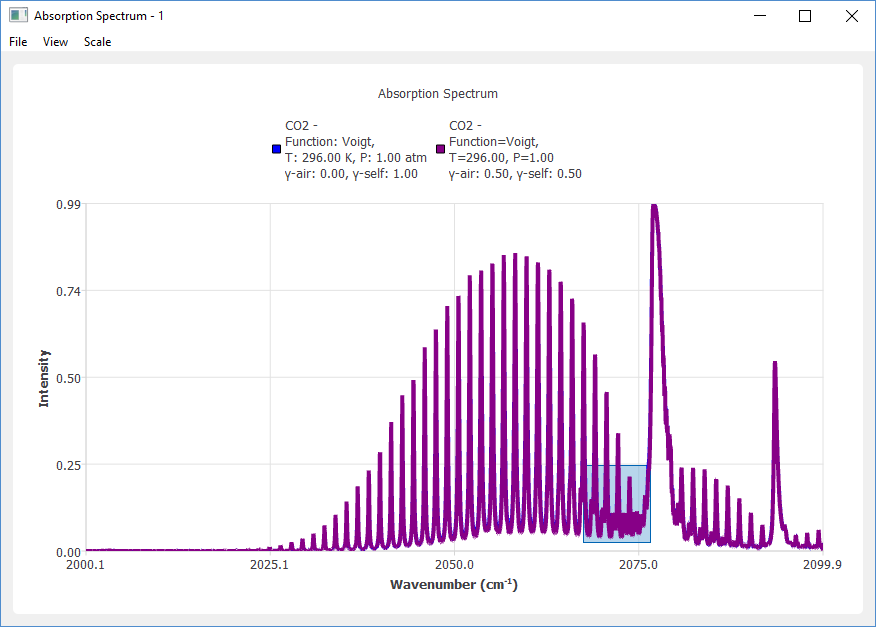 Absorption Spectrum - 1
File View Scale
Absorption Spectrum
CO2 -
Function: Voigt,
T: 296.00 K, P: 1.00 atm
γ-air: 0.00, γ-self: 1.00
CO2 -
Function=Voigt,
T=296.00, P=1.00
γ-air: 0.50, γ-self: 0.50
0.99
0.74
0.50
0.25
0.00
Intensity
2000.1 2025.1 2050.0 2075.0 2099.9
Wavenumber (cm⁻¹)